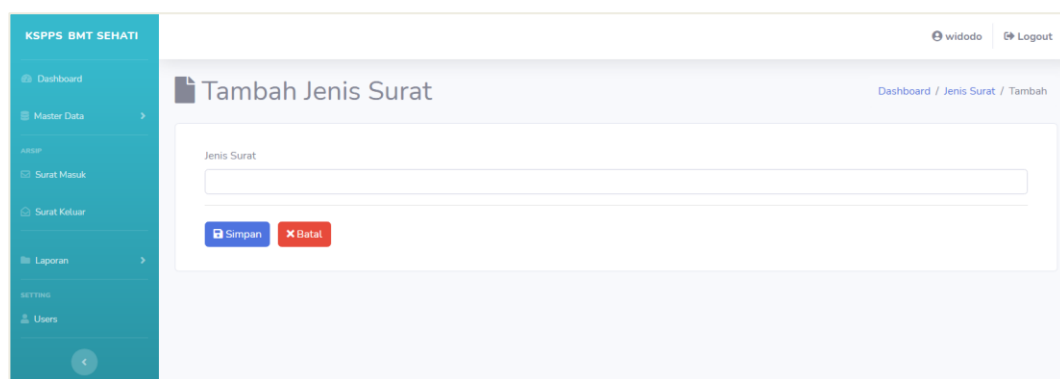 KSPPS BMT SEHATI
widodo
Logout
Dashboard
Master Data
ARSIP
Surat Masuk
Surat Keluar
Laporan
SETTING
Users
Tambah Jenis Surat
Dashboard / Jenis Surat / Tambah
Jenis Surat
Simpan
Batal